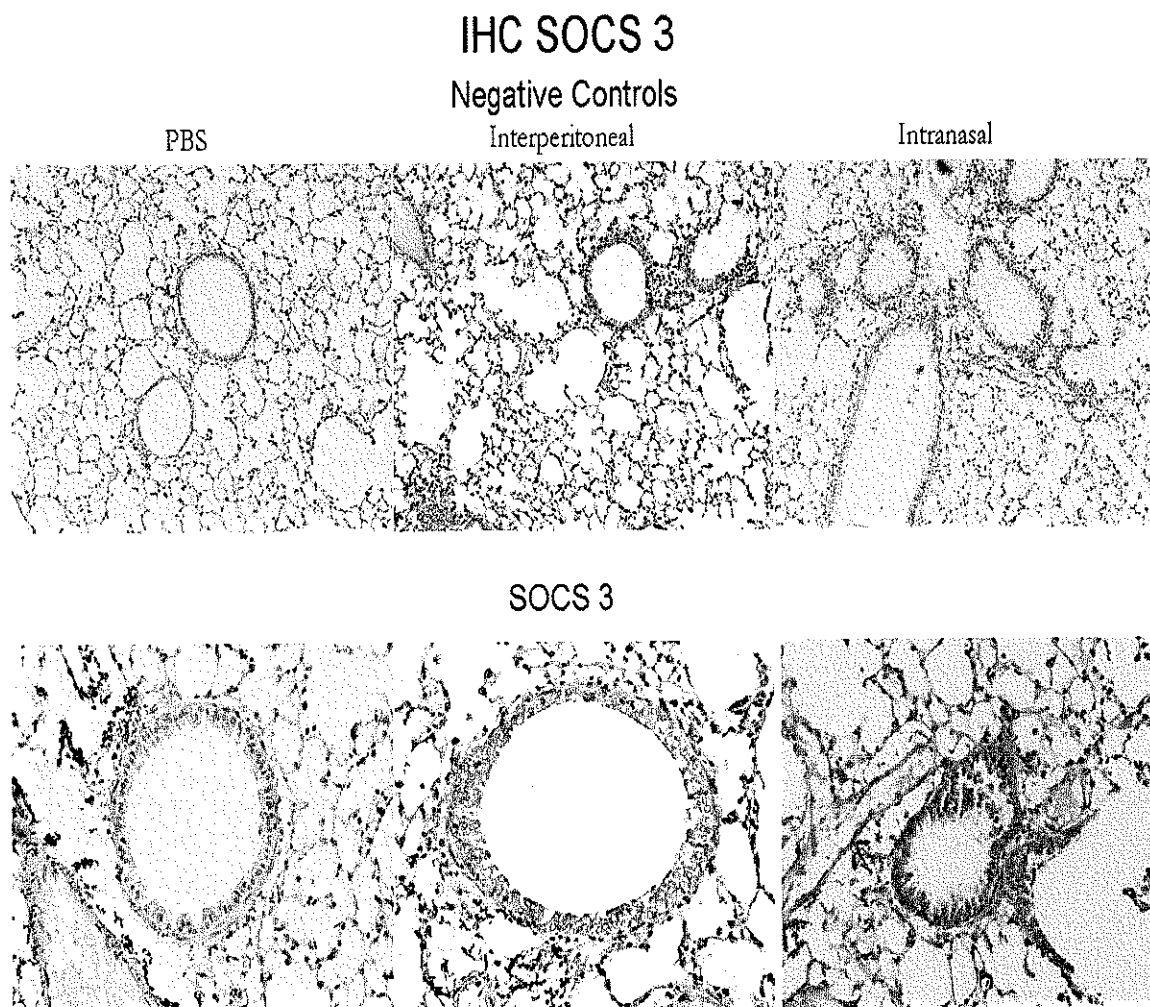 IHC SOCS 3
Negative Controls
PBS
Interperitoneal
Intranasal
SOCS 3